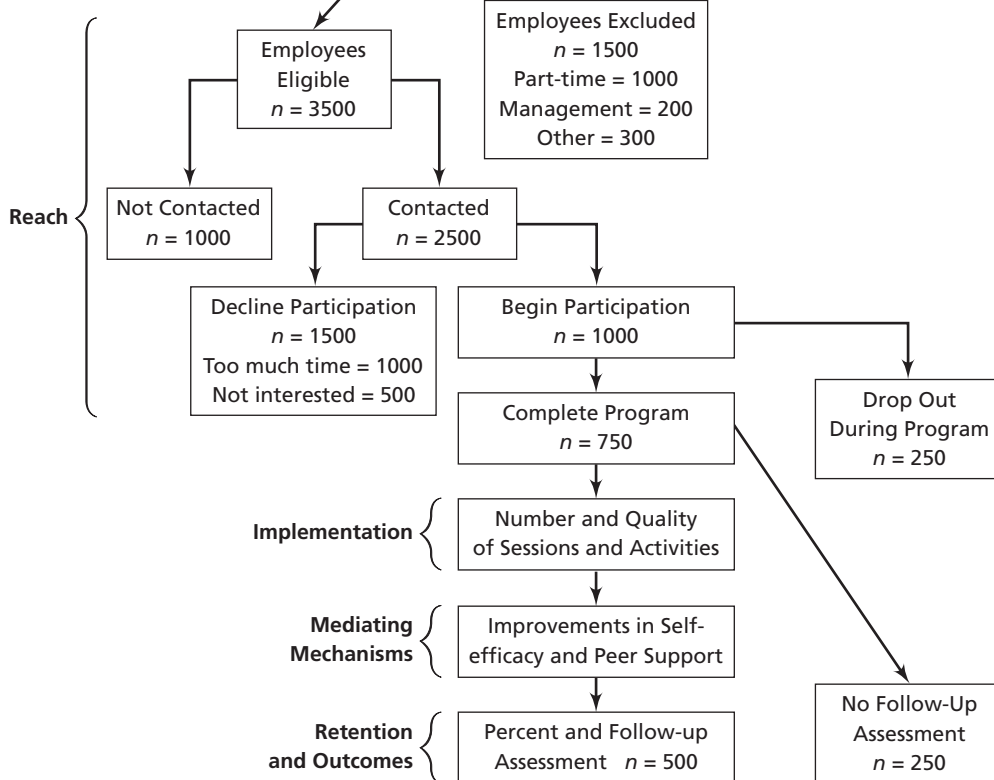 Employees
Eligible
n = 3500
Employees Excluded
n = 1500
Part-time = 1000
Management = 200
Other = 300
Reach
Not Contacted
n = 1000
Contacted
n = 2500
Decline Participation
n = 1500
Too much time = 1000
Not interested = 500
Begin Participation
n = 1000
Complete Program
n = 750
Drop Out
During Program
n = 250
Implementation
Number and Quality
of Sessions and Activities
Mediating
Mechanisms
Improvements in Self-
efficacy and Peer Support
Retention
and Outcomes
Percent and Follow-up
Assessment n = 500
No Follow-Up
Assessment
n = 250